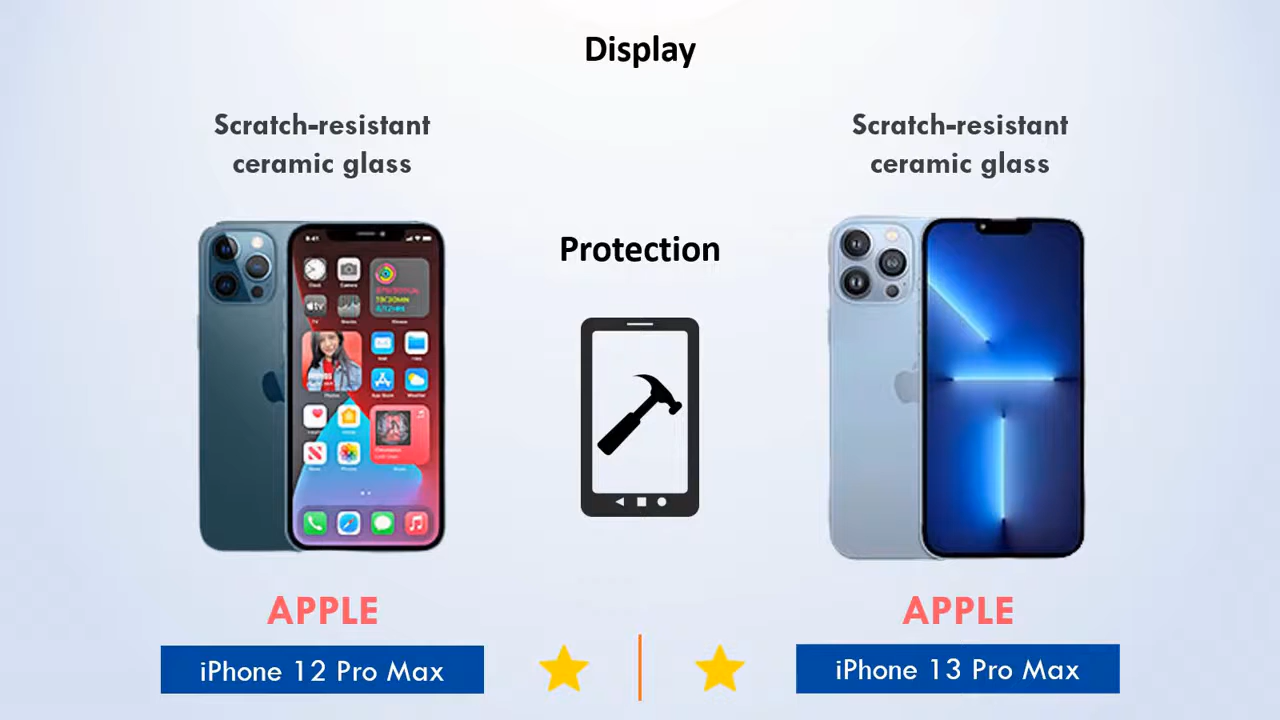 Display
Scratch-resistant
ceramic glass
Scratch-resistant
ceramic glass
Protection
APPLE
APPLE
iPhone 12 Pro Max
iPhone 13 Pro Max